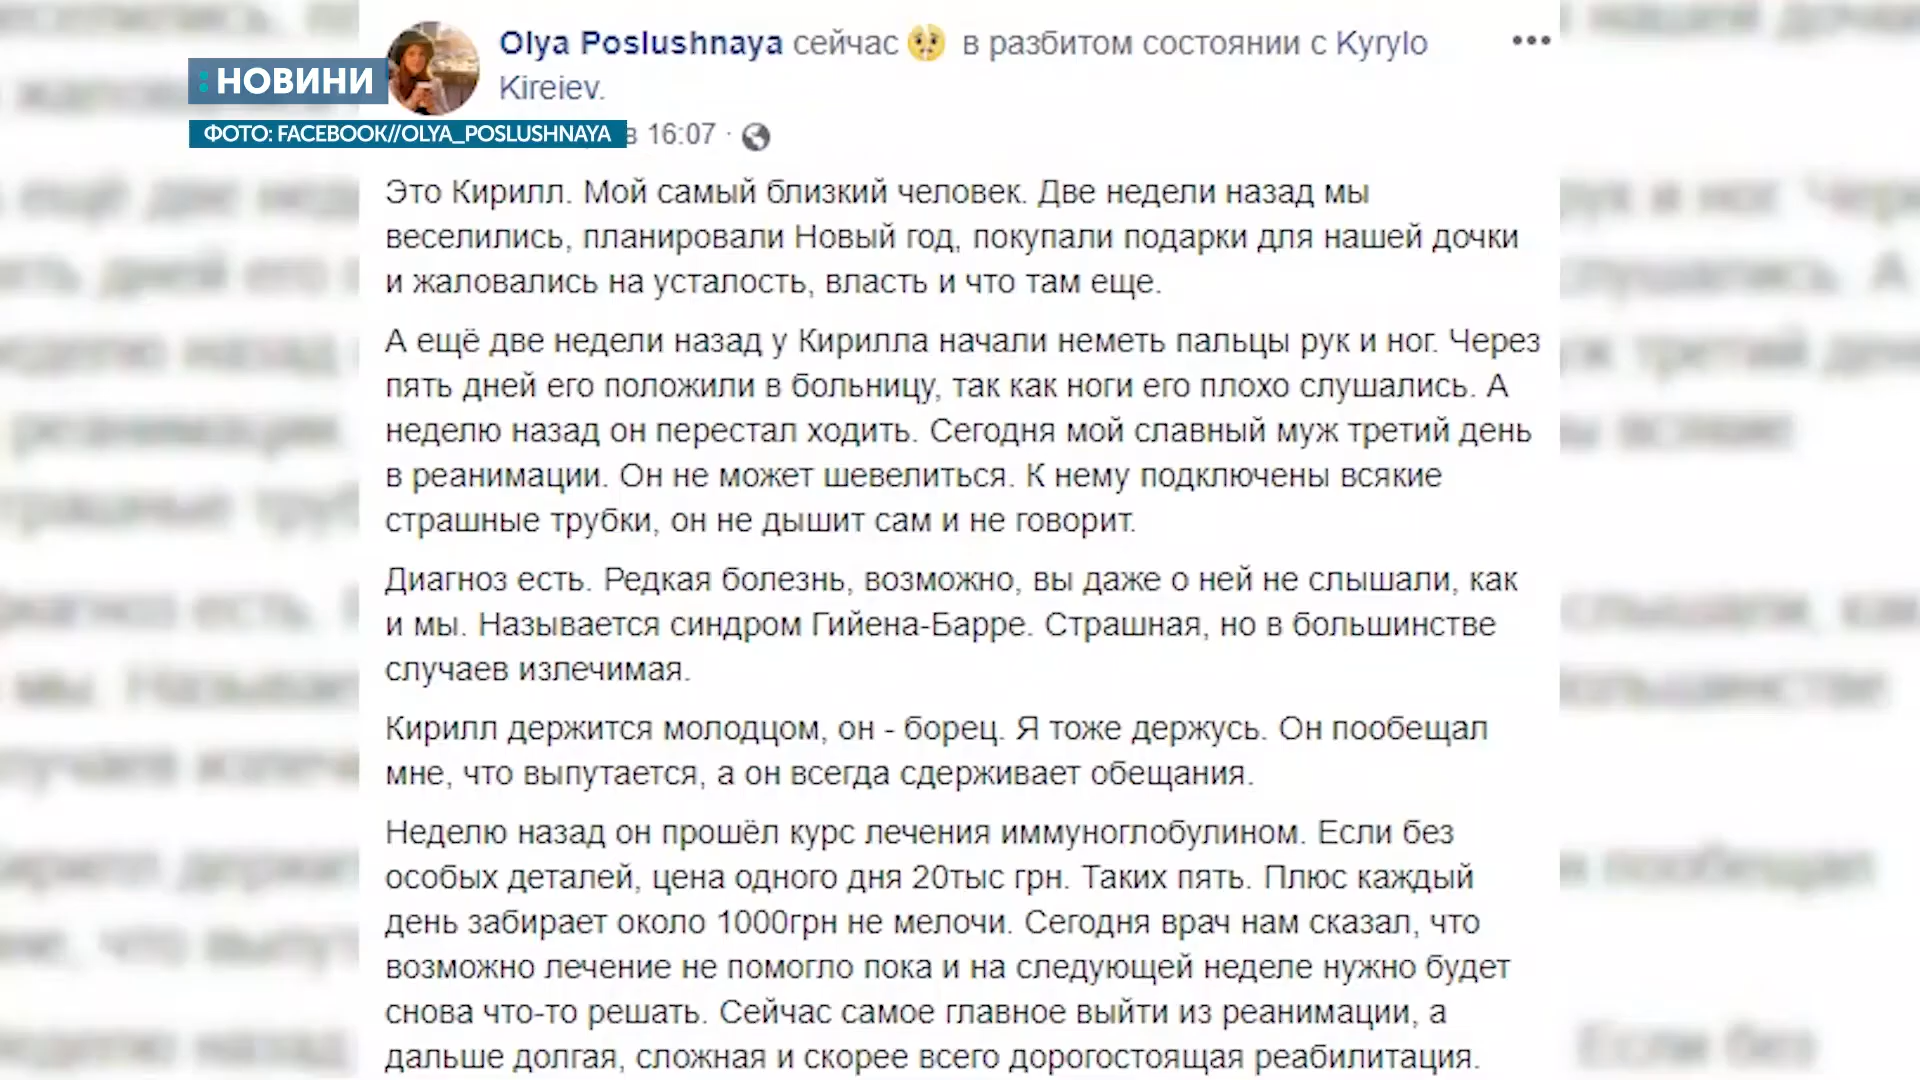 Olya Poslushnaya сейчас в разбитом состоянии с Kyrylo
Kireiev.
: НОВИНИ
ФОТО: FACEBOOK//OLYA_POSLUSHNAYA
в 16:07 ·
Это Кирилл. Мой самый близкий человек. Две недели назад мы
веселились, планировали Новый год, покупали подарки для нашей дочки
и жаловались на усталость, власть и что там еще.
А ещё две недели назад у Кирилла начали неметь пальцы рук и ног. Через
пять дней его положили в больницу, так как ноги его плохо слушались. А
неделю назад он перестал ходить. Сегодня мой славный муж третий день
в реанимации. Он не может шевелиться. К нему подключены всякие
страшные трубки, он не дышит сам и не говорит.
Диагноз есть. Редкая болезнь, возможно, вы даже о ней не слышали, как
и мы. Называется синдром Гийена-Барре. Страшная, но в большинстве
случаев излечимая.
Кирилл держится молодцом, он - борец. Я тоже держусь. Он пообещал
мне, что выпутается, а он всегда сдерживает обещания.
Неделю назад он прошёл курс лечения иммуноглобулином. Если без
особых деталей, цена одного дня 20тыс грн. Таких пять. Плюс каждый
день забирает около 1000грн не мелочи. Сегодня врач нам сказал, что
возможно лечение не помогло пока и на следующей неделе нужно будет
снова что-то решать. Сейчас самое главное выйти из реанимации, а
дальше долгая, сложная и скорее всего дорогостоящая реабилитация.